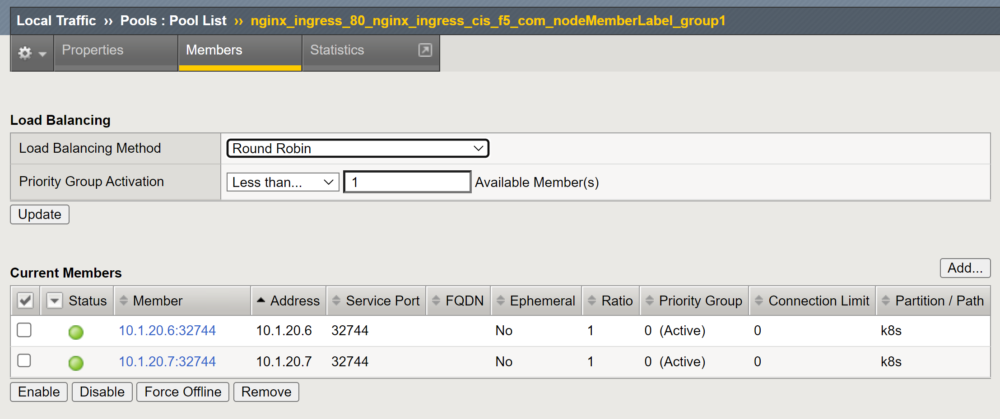 Local Traffic ›› Pools : Pool List ›› nginx_ingress_80_nginx_ingress_cis_f5_com_nodeMemberLabel_group1
Properties Members Statistics
Load Balancing
Load Balancing Method Round Robin
Priority Group Activation Less than... 1 Available Member(s)
Update
Add...
Current Members
Status Member Address Service Port FQDN Ephemeral Ratio Priority Group Connection Limit Partition / Path
10.1.20.6:32744 10.1.20.6 32744 No 1 0 (Active) 0 k8s
10.1.20.7:32744 10.1.20.7 32744 No 1 0 (Active) 0 k8s
Enable Disable Force Offline Remove